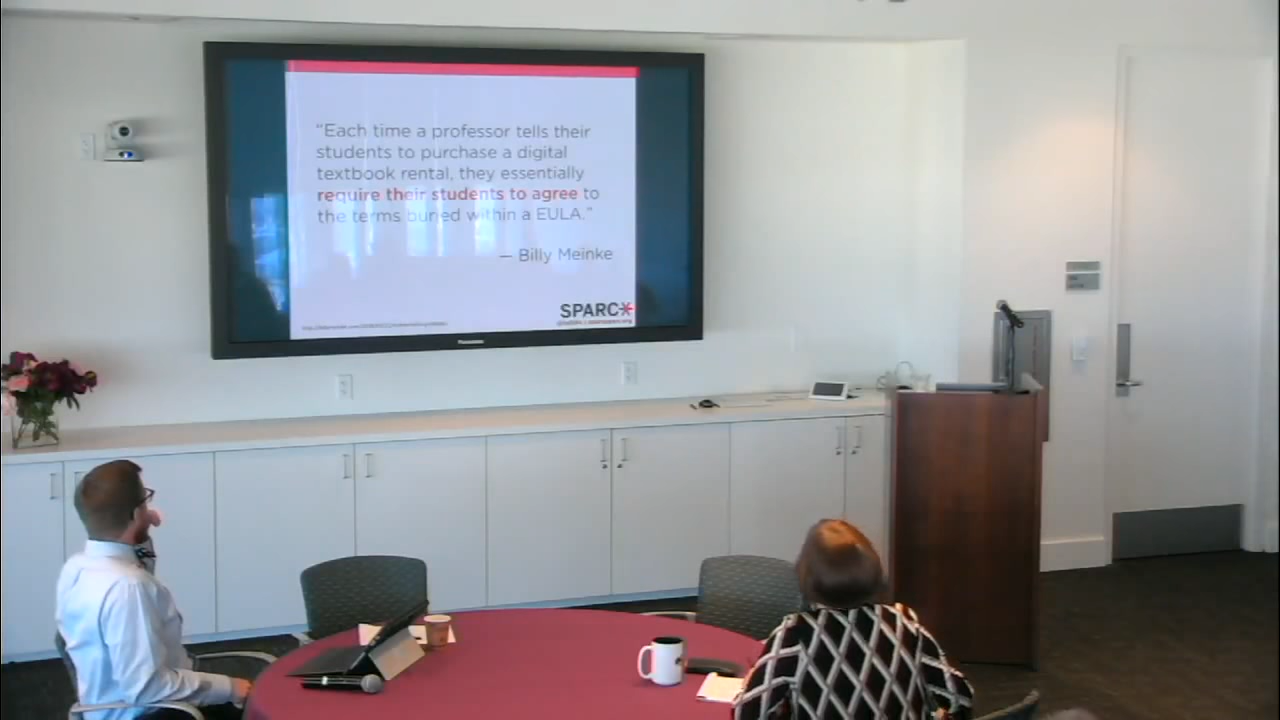 “Each time a professor tells their
students to purchase a digital
textbook rental, they essentially
require their students to agree to
the terms buried within a EULA.”
— Billy Meinke
SPARC*
Panasonic